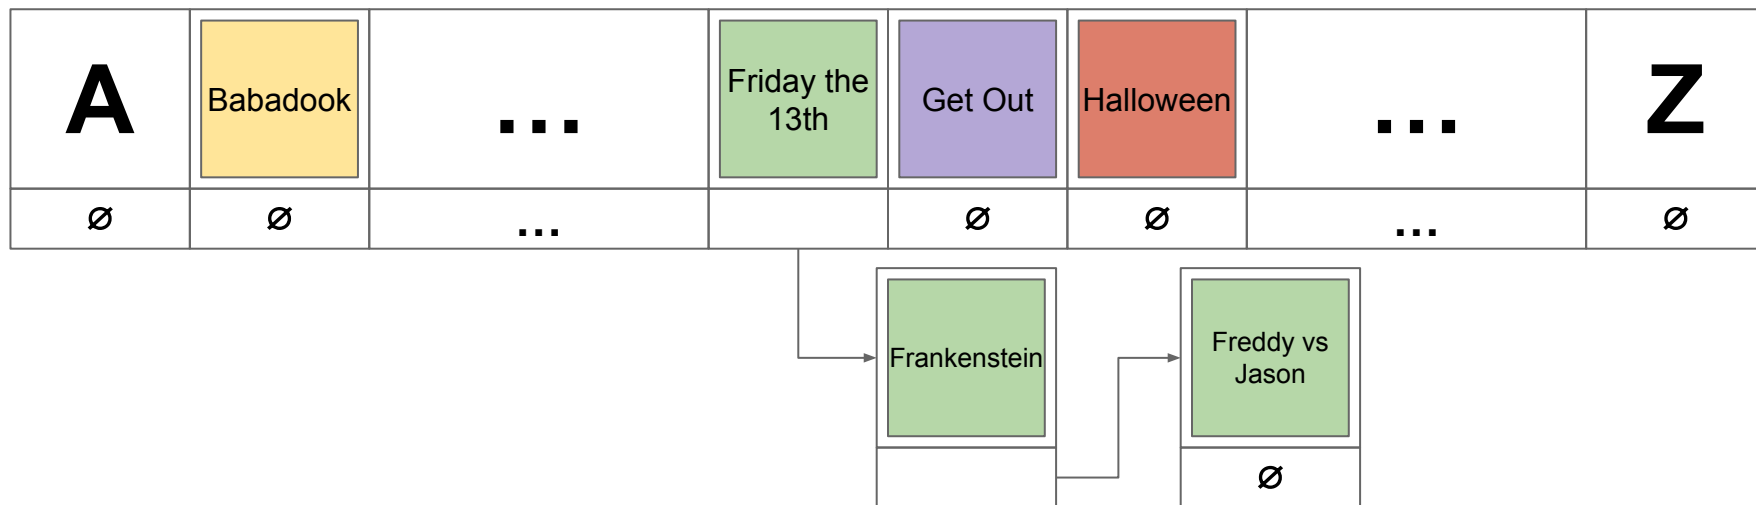 A
Babadook
...
Friday the
13th
Get Out
Halloween
...
Z
∅
∅
...
∅
∅
...
∅
Frankenstein
Freddy vs
Jason
∅